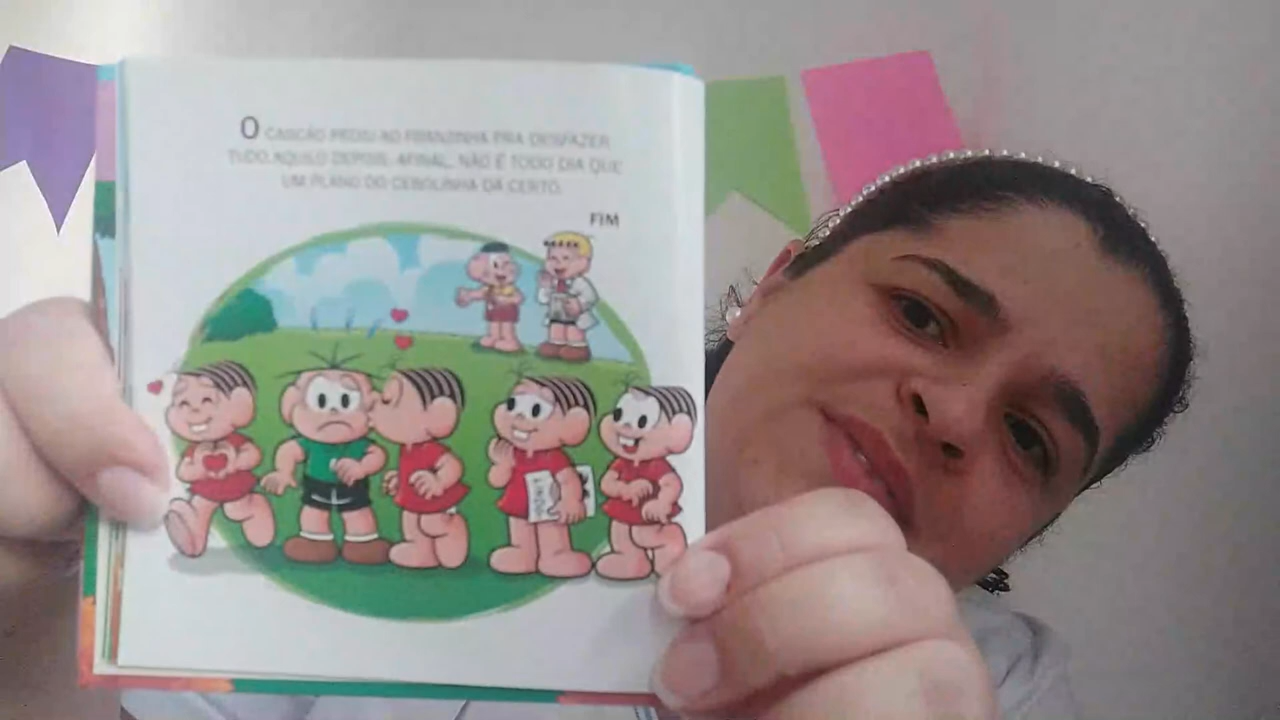 O CASCÃO PEDIU AO FRANJINHA PRA DESFAZER
TUDO AQUILO DEPOIS. AFINAL, NÃO É TODO DIA QUE
UM PLANO DO CEBOLINHA DÁ CERTO.
FIM